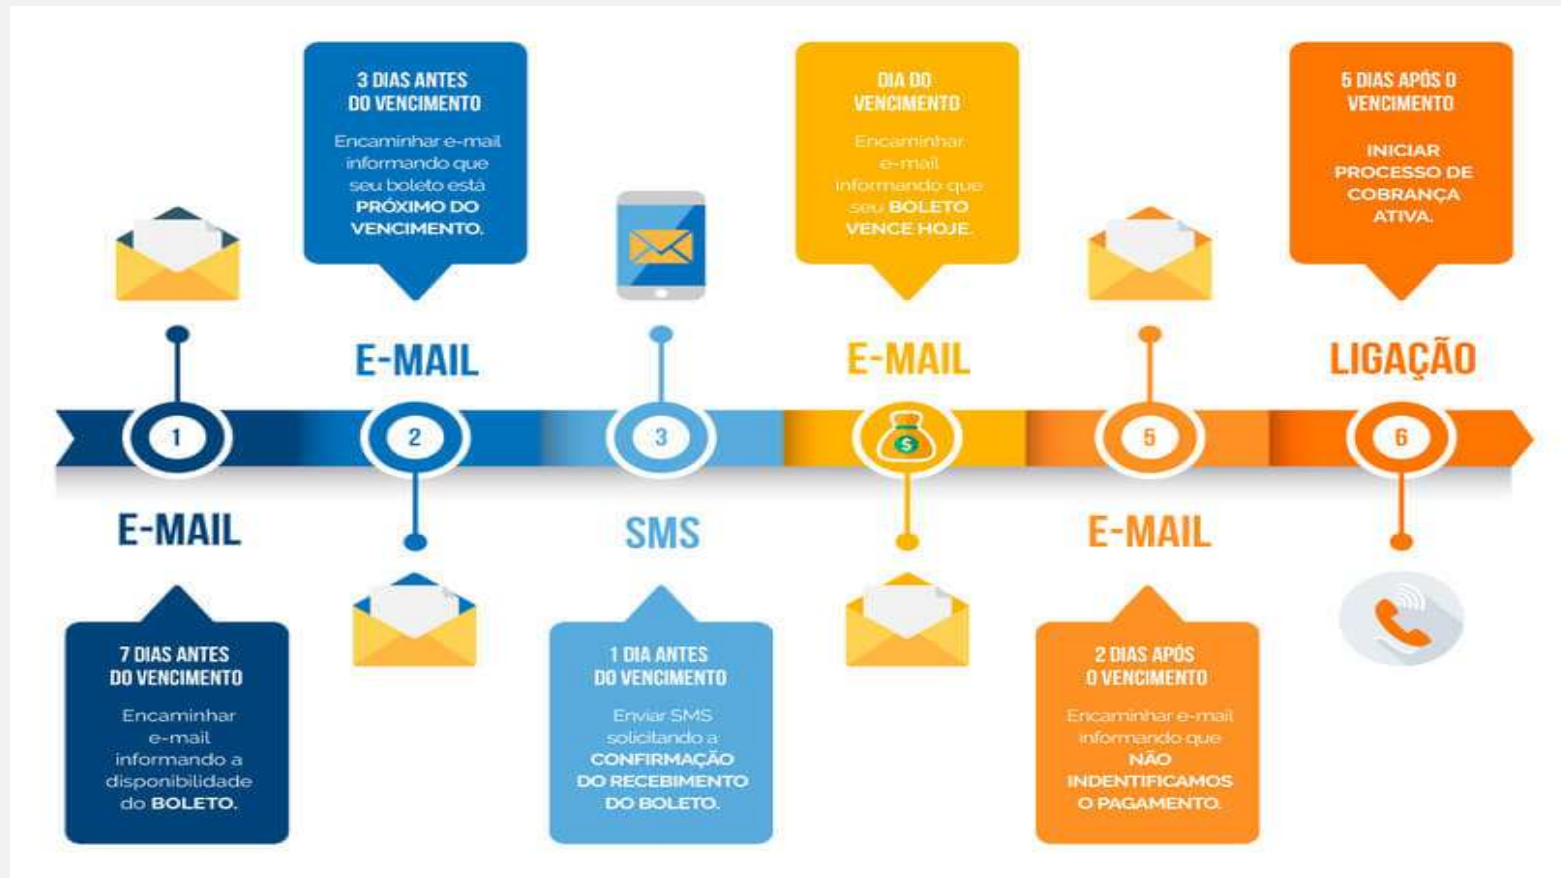 3 DIAS ANTES
DO VENCIMENTO
Encaminhar e-mail
informando que
seu boleto está
PRÓXIMO DO
VENCIMENTO.
DIA DO
VENCIMENTO
Encaminhar
e-mail
informando que
seu BOLETO
VENCE HOJE.
5 DIAS APÓS O
VENCIMENTO
INICIAR
PROCESSO DE
COBRANÇA
ATIVA.
E-MAIL
E-MAIL
LIGAÇÃO
1
2
3
$
5
6
E-MAIL
SMS
E-MAIL
7 DIAS ANTES
DO VENCIMENTO
Encaminhar
e-mail
informando a
disponibilidade
do BOLETO.
1 DIA ANTES
DO VENCIMENTO
Enviar SMS
solicitando a
CONFIRMAÇÃO
DO RECEBIMENTO
DO BOLETO.
2 DIAS APÓS
O VENCIMENTO
Encaminhar e-mail
informando que
NÃO
INDENTIFICAMOS
O PAGAMENTO.